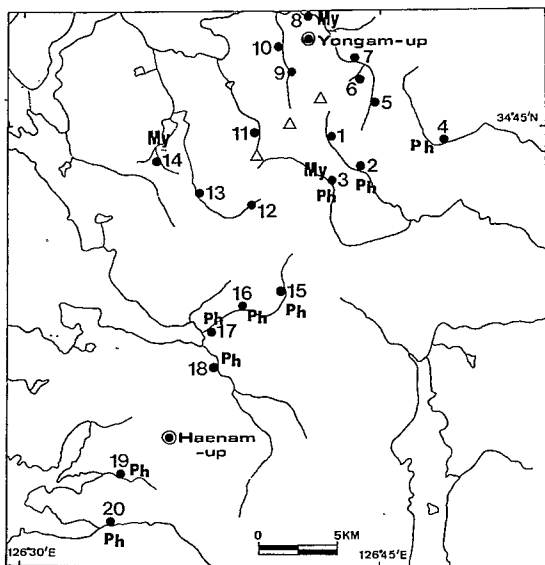 8 My
10 Yongam-up
7
9 6
5
34°45'N
11 1 4
My Ph
14 My 3 2
Ph Ph
13 12
15
16 Ph
Ph Ph
17
Ph
18
Haenam
-up
19 Ph
20
Ph
0 5KM
126°30'E 126°45'E